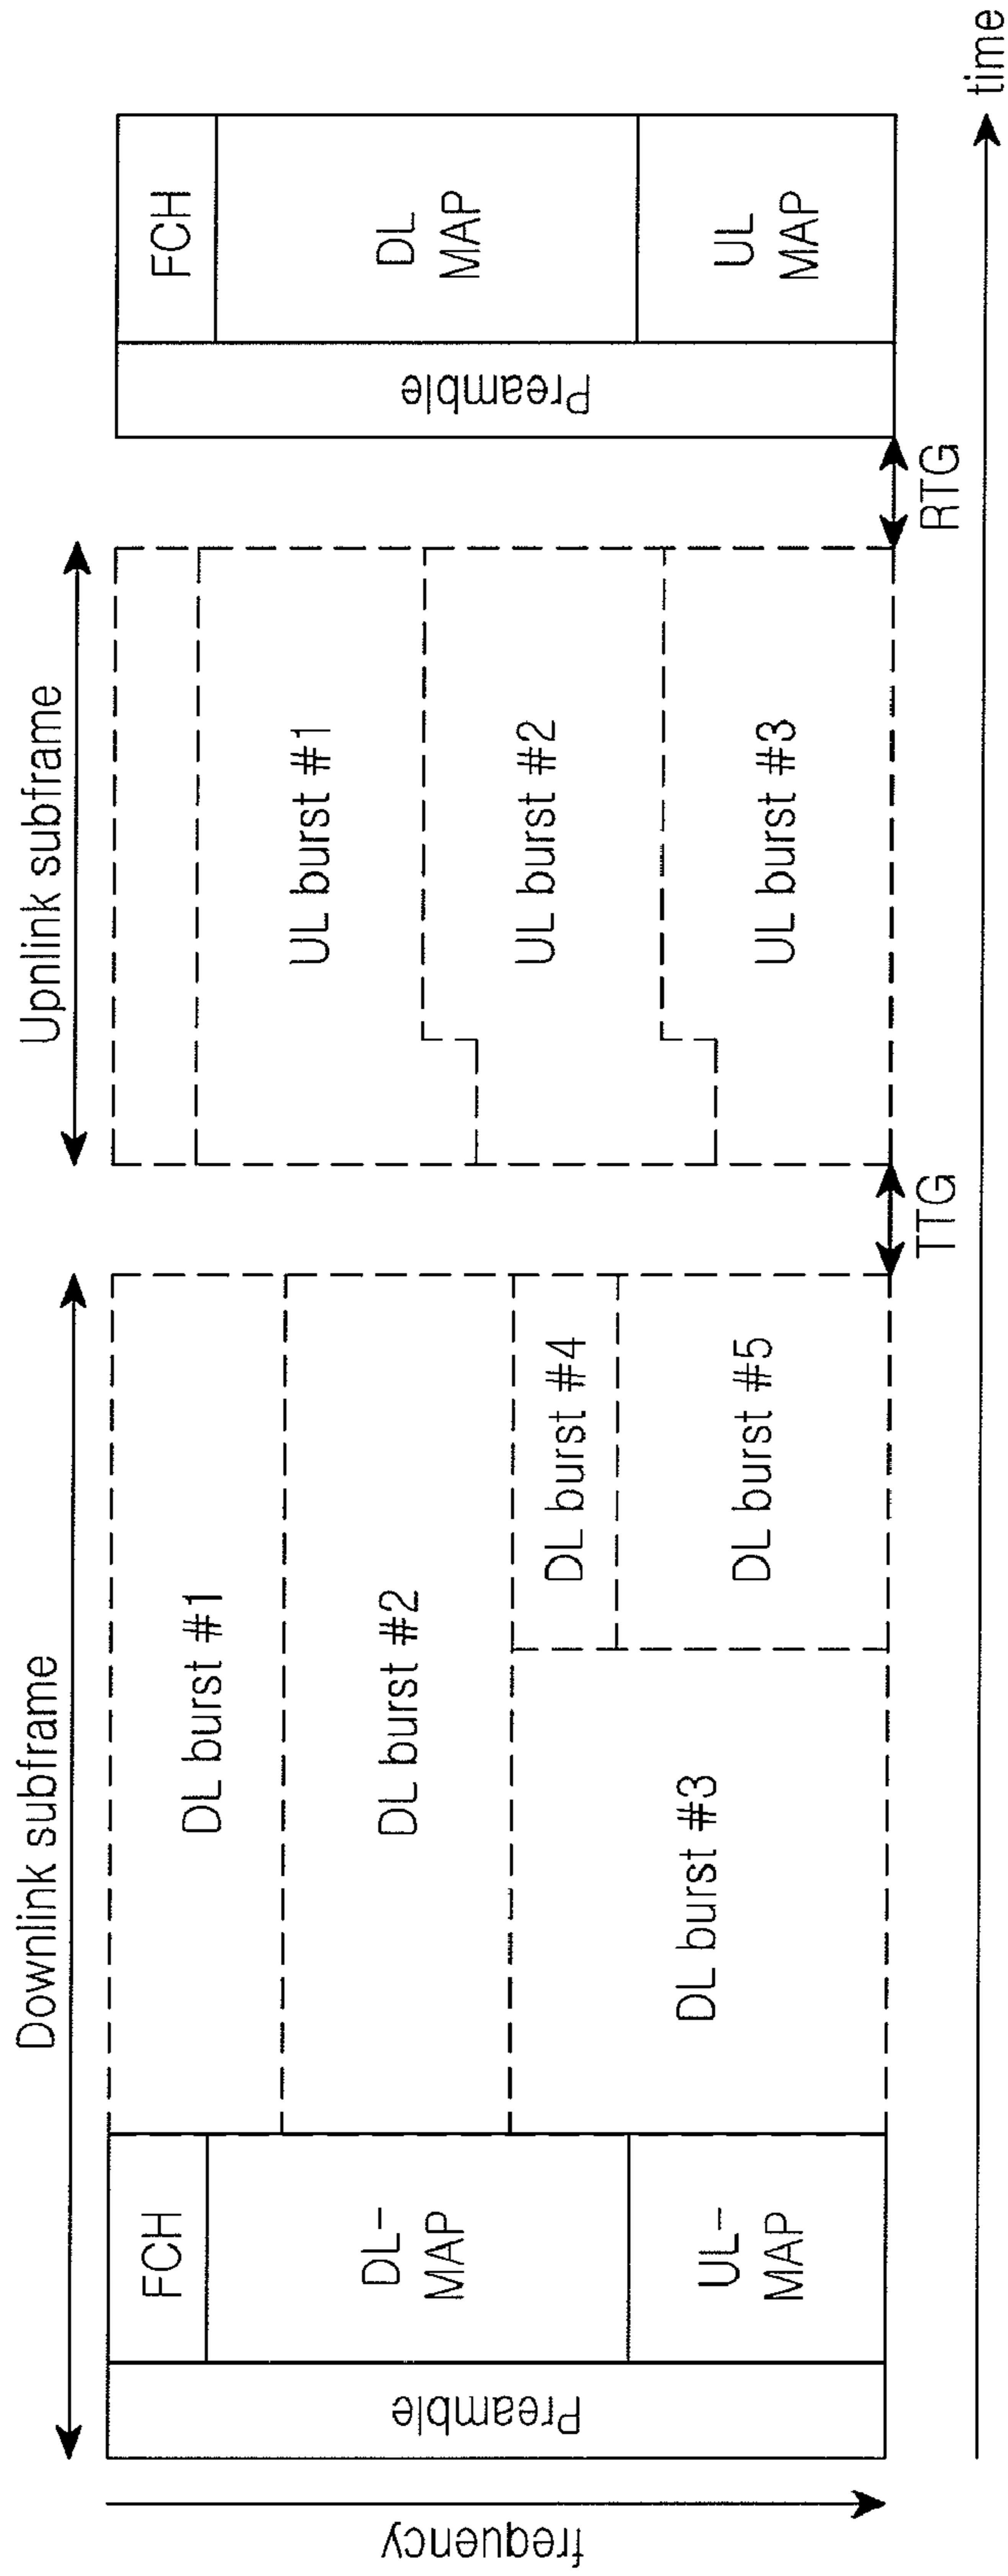 Downlink subframe
Upnlink subframe
frequency
Preamble
FCH
DL-
MAP
UL-
MAP
DL burst #1
DL burst #2
DL burst #3
DL burst #4
DL burst #5
TTG
UL burst #1
UL burst #2
UL burst #3
RTG
Preamble
FCH
DL
MAP
UL
MAP
time